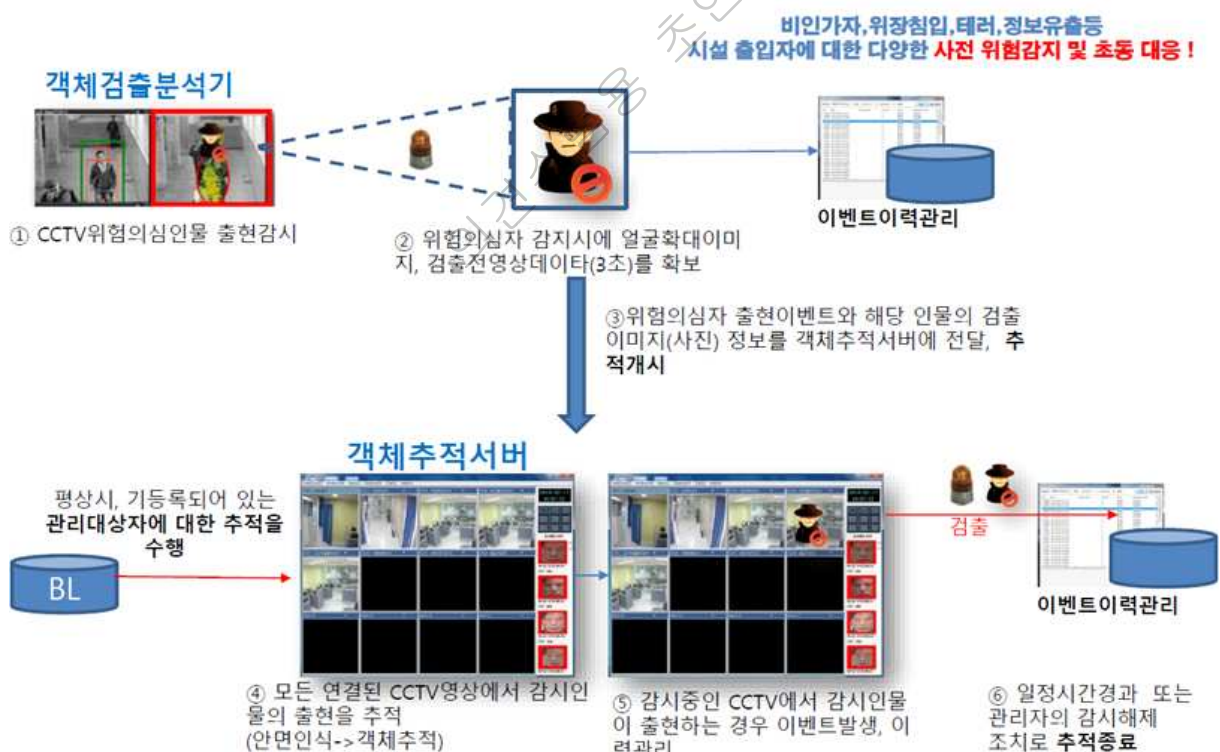 비인가자,위장침입,테러,정보유출등
시설 출입자에 대한 다양한 사전 위험감지 및 초동 대응 !
객체검출분석기
① CCTV위험의심인물 출현감시
② 위험의심자 감지시에 얼굴확대이미
지, 검출전영상데이타(3초)를 확보
이벤트이력관리
③위험의심자 출현이벤트와 해당 인물의 검출
이미지(사진) 정보를 객체추적서버에 전달, 추
적개시
객체추적서버
평상시, 기등록되어 있는
관리대상자에 대한 추적을
수행
BL
검출
이벤트이력관리
④ 모든 연결된 CCTV영상에서 감시인
물의 출현을 추적
(안면인식->객체추적)
⑤ 감시중인 CCTV에서 감시인물
이 출현하는 경우 이벤트발생, 이
력관리
⑥ 일정시간경과 또는
관리자의 감시해제
조치로 추적종료